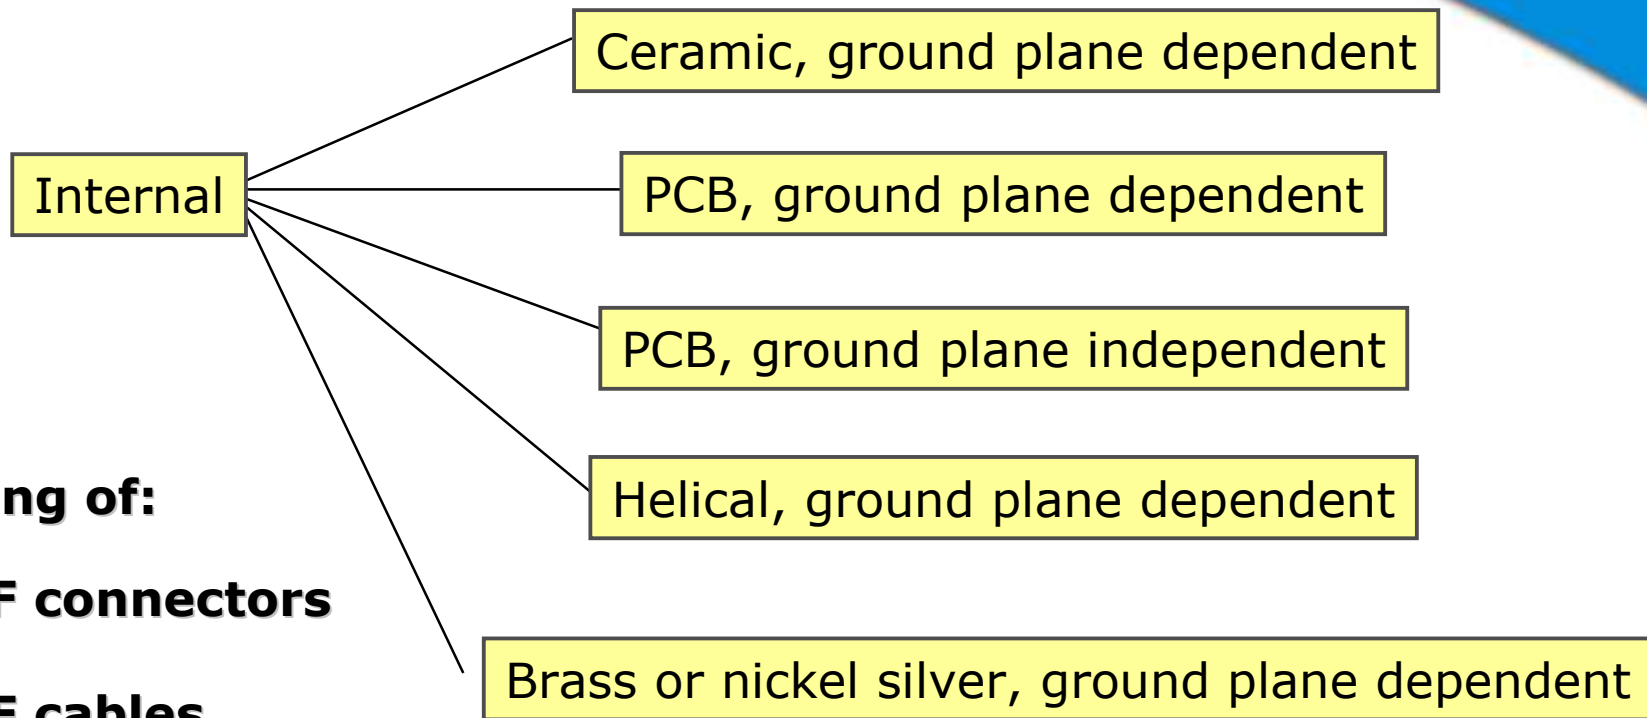 Ceramic, ground plane dependent
Internal
PCB, ground plane dependent
PCB, ground plane independent
Helical, ground plane dependent
ng of:
F connectors
Brass or nickel silver, ground plane dependent
F cables